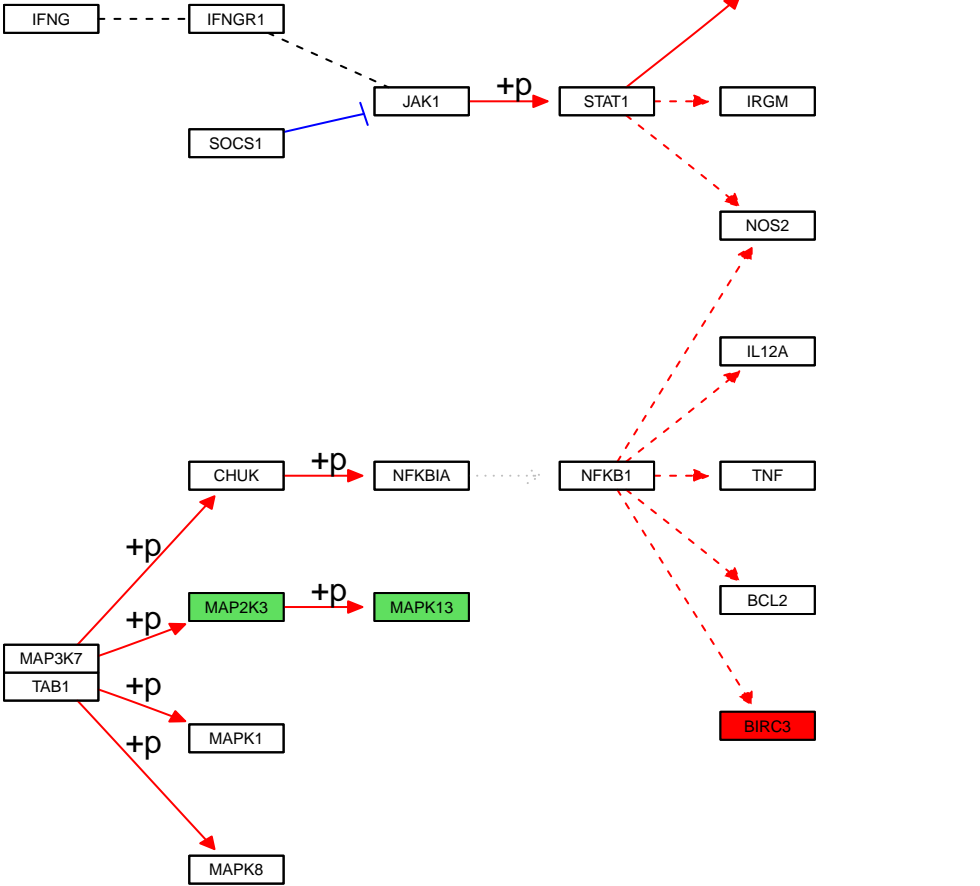 IFNG
IFNGR1
+p
JAK1
STAT1
IRGM
SOCS1
NOS2
IL12A
+p
CHUK
NFKBIA
NFKB1
TNF
+p
+p
MAP2K3
MAPK13
BCL2
+p
MAP3K7
TAB1
+p
BIRC3
MAPK1
+p
MAPK8